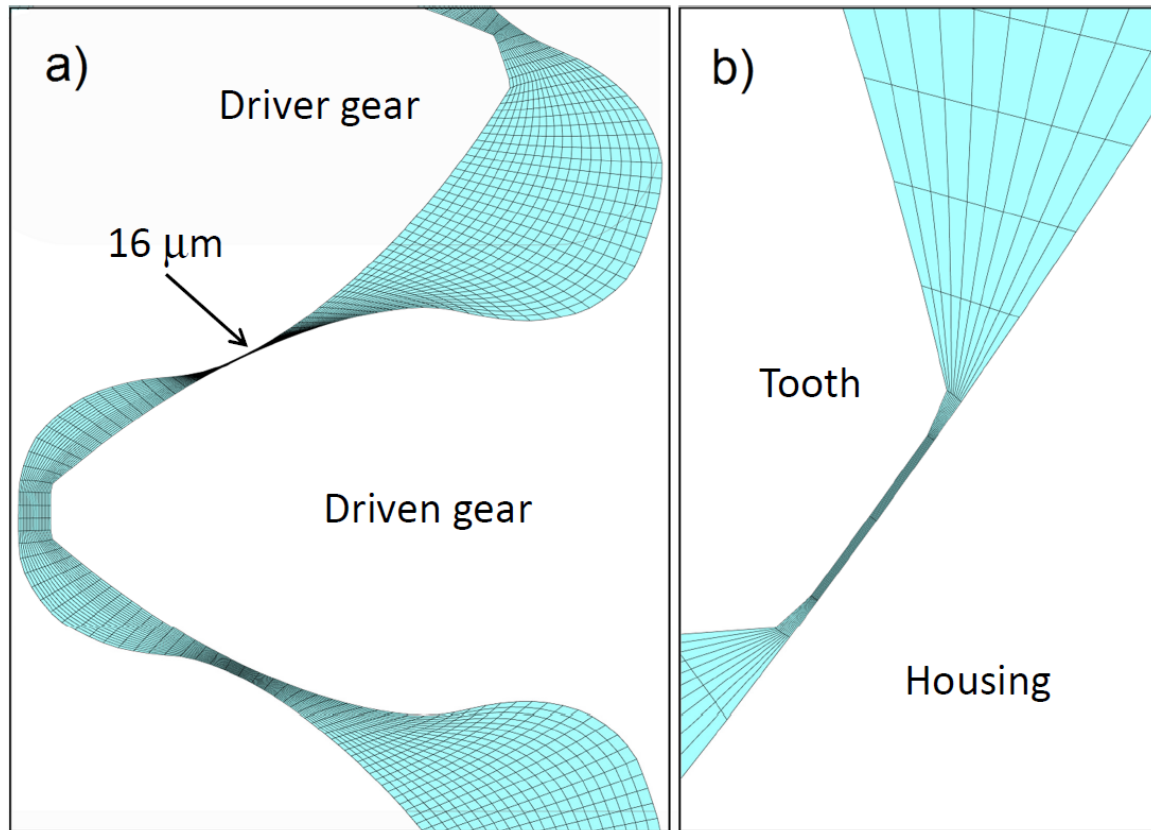 a)
Driver gear
16 μm
Driven gear
b)
Tooth
Housing